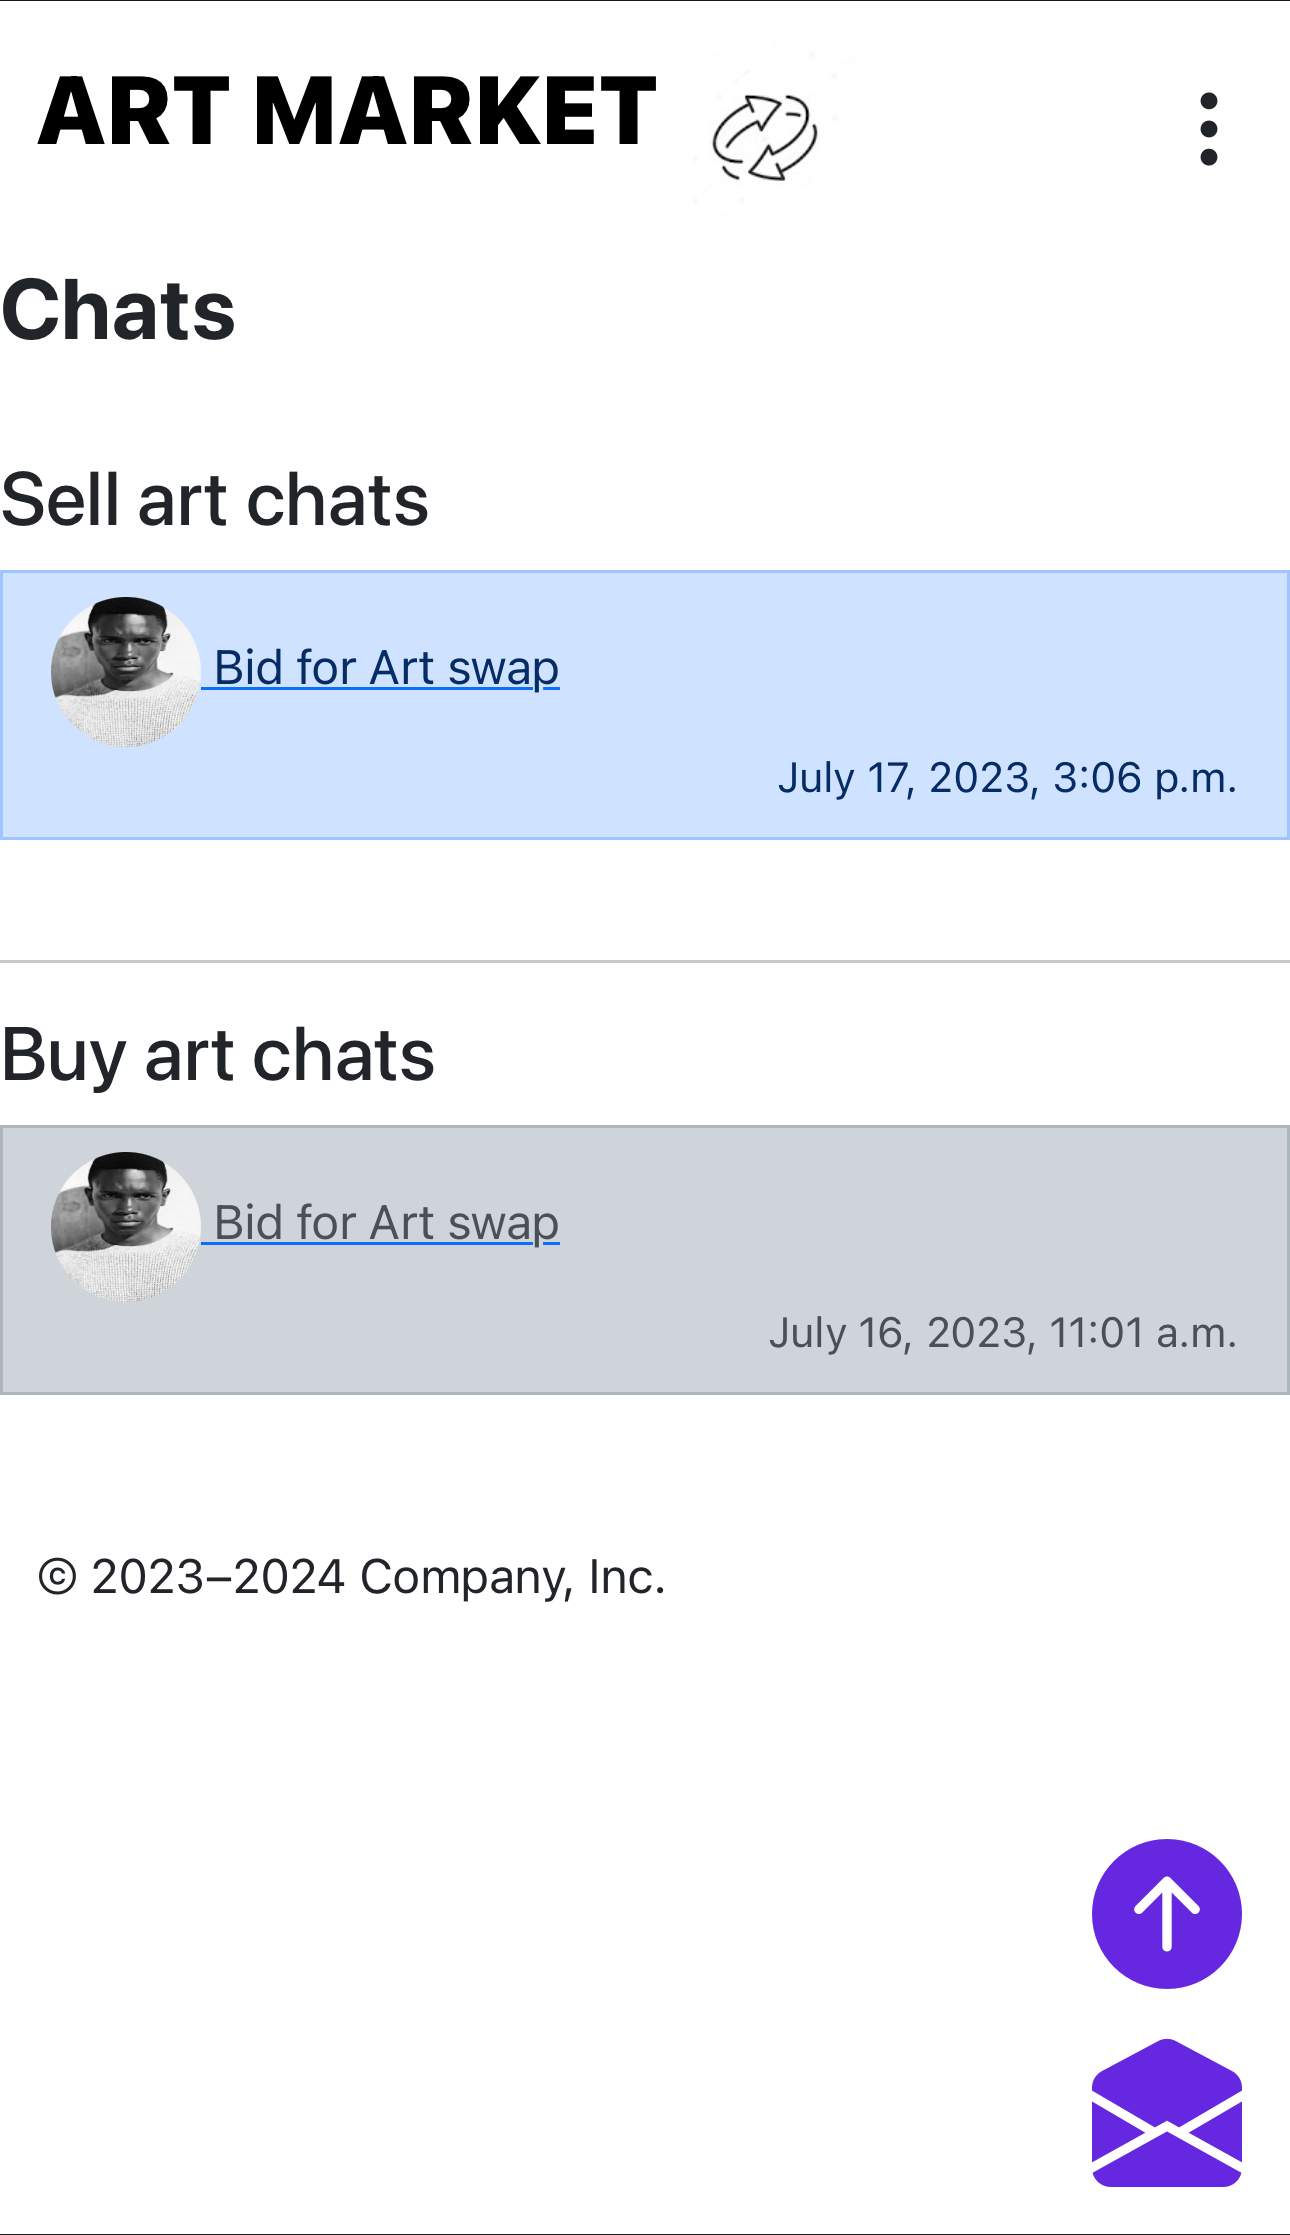 ART MARKET
Chats
Sell art chats
Bid for Art swap
July 17, 2023, 3:06 p.m.
Buy art chats
Bid for Art swap
July 16, 2023, 11:01 a.m.
© 2023–2024 Company, Inc.